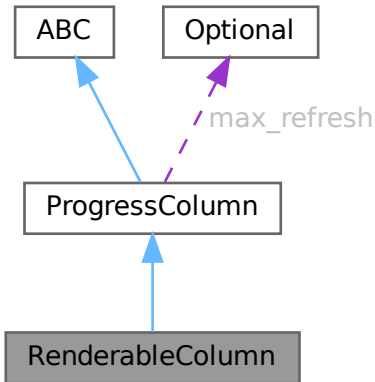 ABC
Optional
max_refresh
ProgressColumn
RenderableColumn